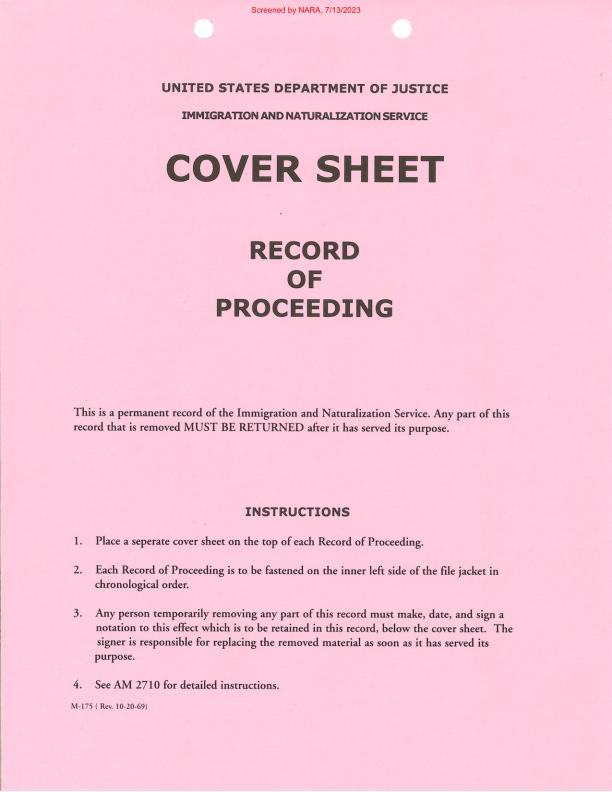 Screened by NARA, 7/13/2023
UNITED STATES DEPARTMENT OF JUSTICE
IMMIGRATION AND NATURALIZATION SERVICE
COVER SHEET
RECORD
OF
PROCEEDING
This is a permanent record of the Immigration and Naturalization Service. Any part of this
record that is removed MUST BE RETURNED after it has served its purpose.
INSTRUCTIONS
1. Place a seperate cover sheet on the top of each Record of Proceeding.
2. Each Record of Proceeding is to be fastened on the inner left side of the file jacket in
chronological order.
3. Any person temporarily removing any part of this record must make, date, and sign a
notation to this effect which is to be retained in this record, below the cover sheet. The
signer is responsible for replacing the removed material as soon as it has served its
purpose.
4. See AM 2710 for detailed instructions.
M-175 ( Rev. 10-20-69)